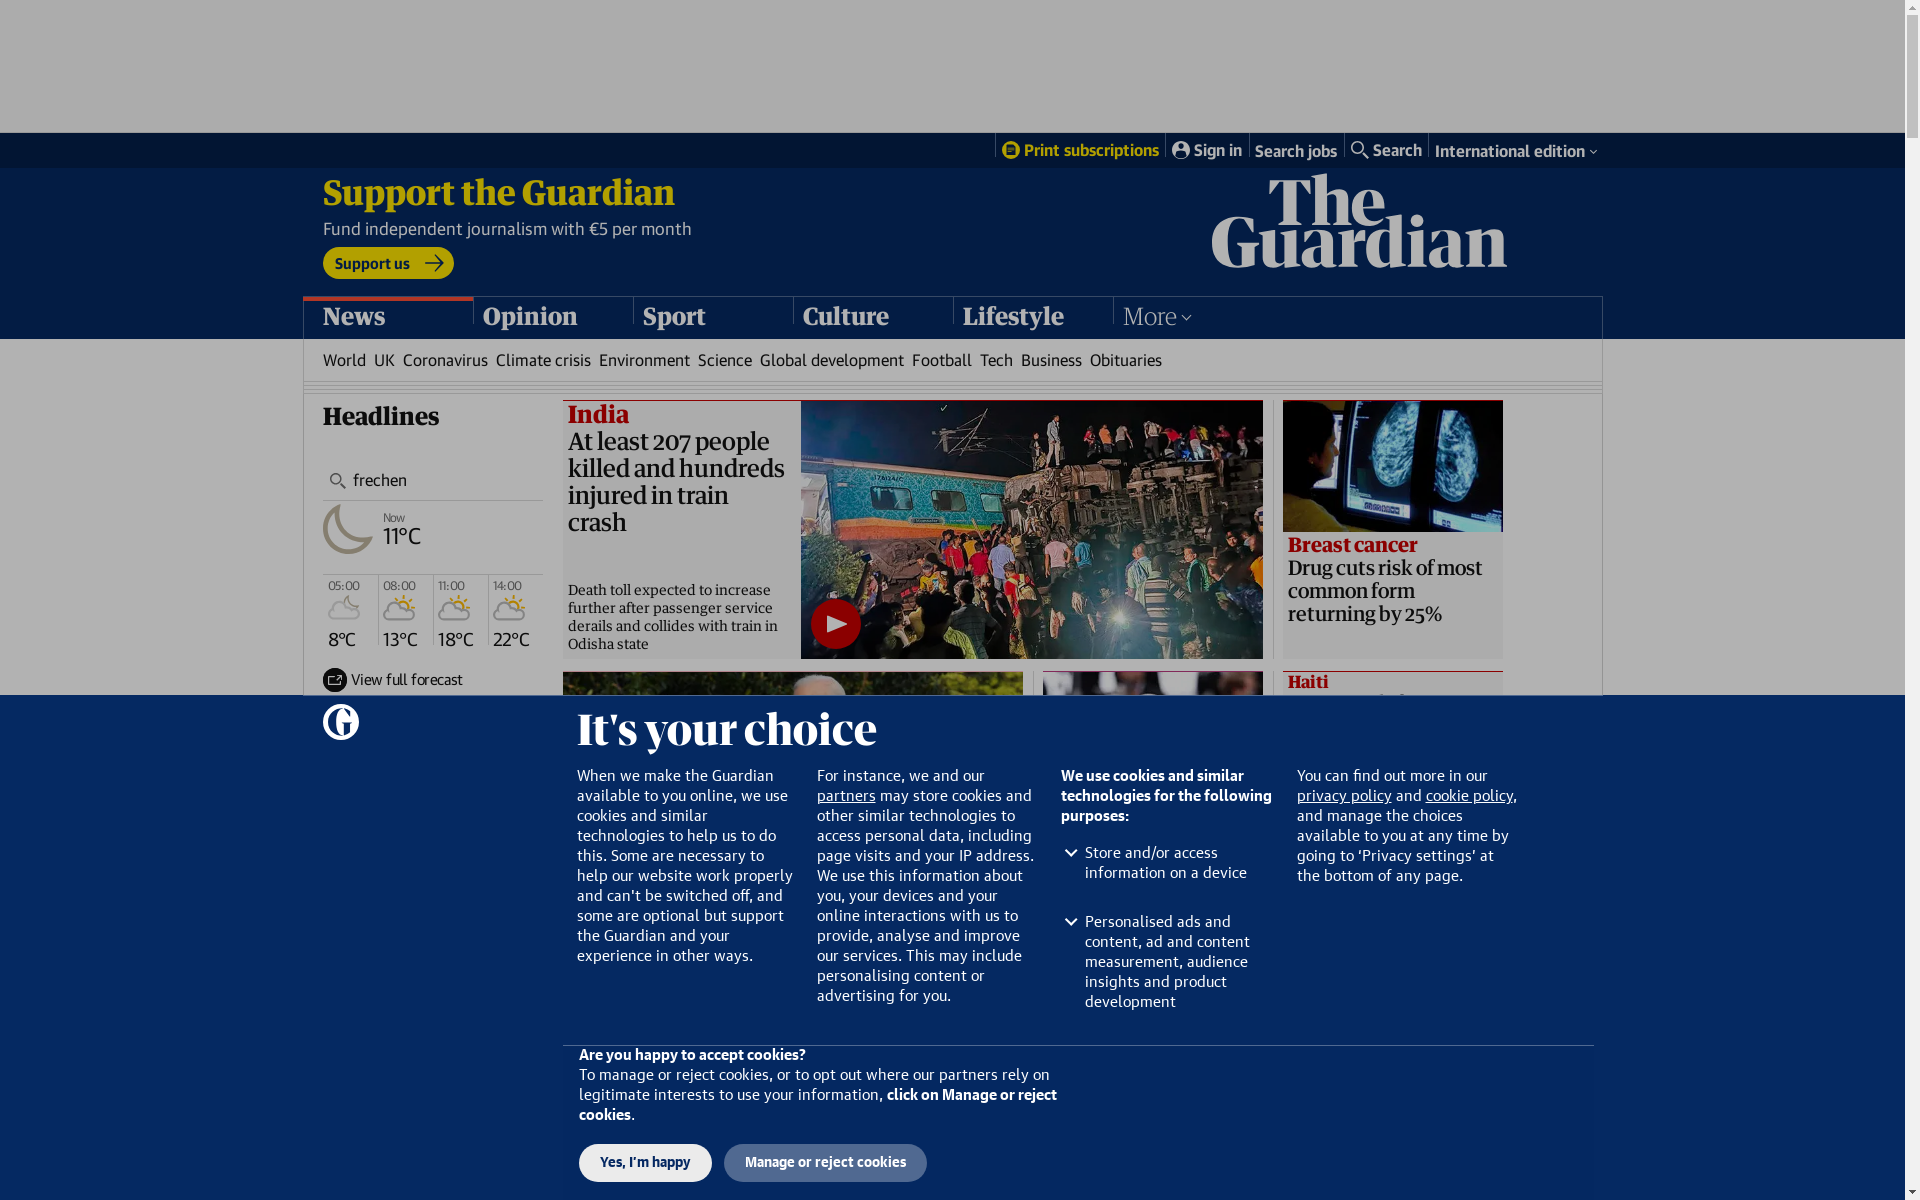 Print subscriptions
Sign in
Search jobs
Search
International edition
Support the Guardian
Fund independent journalism with €5 per month
Support us
The
Guardian
News
Opinion
Sport
Culture
Lifestyle
More
World
UK
Coronavirus
Climate crisis
Environment
Science
Global development
Football
Tech
Business
Obituaries
Headlines
frechen
Now
11°C
05:00
08:00
11:00
14:00
8°C
13°C
18°C
22°C
View full forecast
India
At least 207 people
killed and hundreds
injured in train
crash
Death toll expected to increase
further after passenger service
derails and collides with train in
Odisha state
Breast cancer
Drug cuts risk of most
common form
returning by 25%
Haiti
It's your choice
When we make the Guardian
available to you online, we use
cookies and similar
technologies to help us to do
this. Some are necessary to
help our website work properly
and can't be switched off, and
some are optional but support
the Guardian and your
experience in other ways.
For instance, we and our
partners may store cookies and
other similar technologies to
access personal data, including
page visits and your IP address.
We use this information about
you, your devices and your
online interactions with us to
provide, analyse and improve
our services. This may include
personalising content or
advertising for you.
We use cookies and similar
technologies for the following
purposes:
Store and/or access
information on a device
Personalised ads and
content, ad and content
measurement, audience
insights and product
development
You can find out more in our
privacy policy and cookie policy,
and manage the choices
available to you at any time by
going to ‘Privacy settings’ at
the bottom of any page.
Are you happy to accept cookies?
To manage or reject cookies, or to opt out where our partners rely on
legitimate interests to use your information, click on Manage or reject
cookies.
Yes, I’m happy
Manage or reject cookies